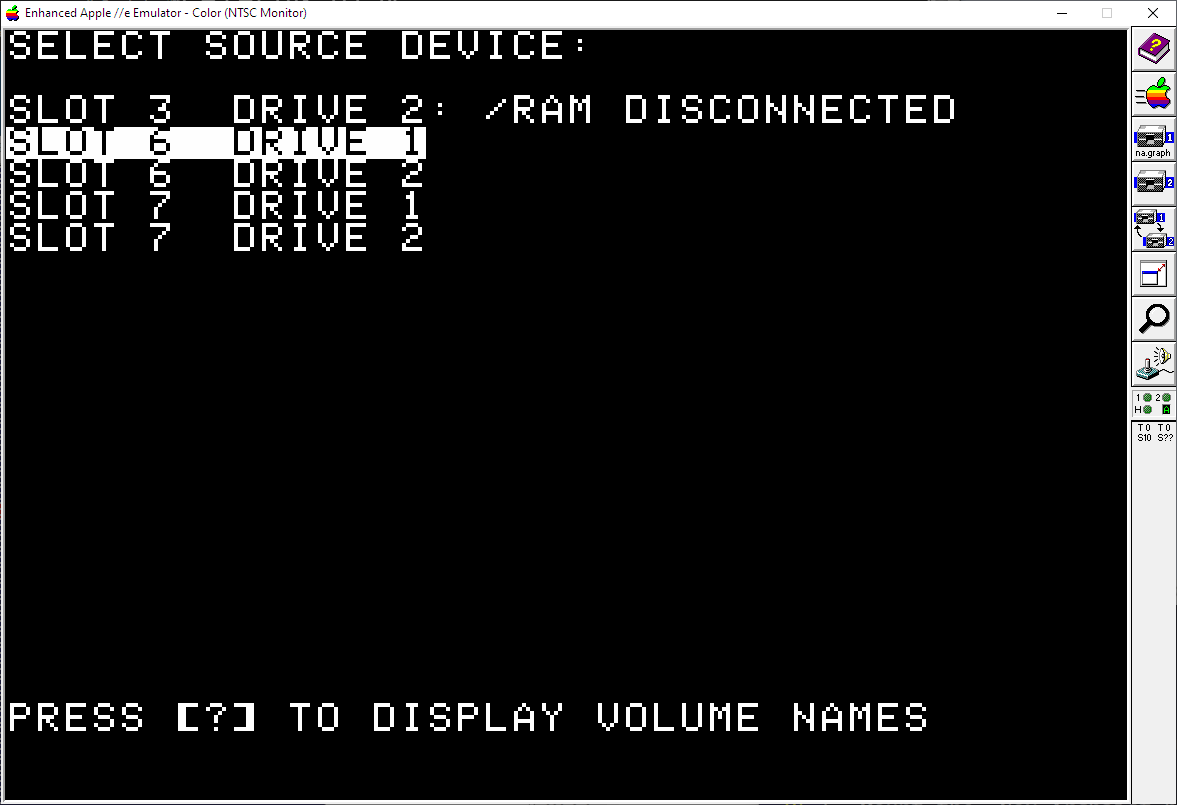 Enhanced Apple //e Emulator - Color (NTSC Monitor)
SELECT SOURCE DEVICE:
SLOT 3 DRIVE 2: /RAM DISCONNECTED
SLOT 6 DRIVE 1
SLOT 6 DRIVE 2
SLOT 7 DRIVE 1
SLOT 7 DRIVE 2
PRESS [?] TO DISPLAY VOLUME NAMES
?
1
na.graph
2
1
2
1 2
H A
T0 T0
S10 S??